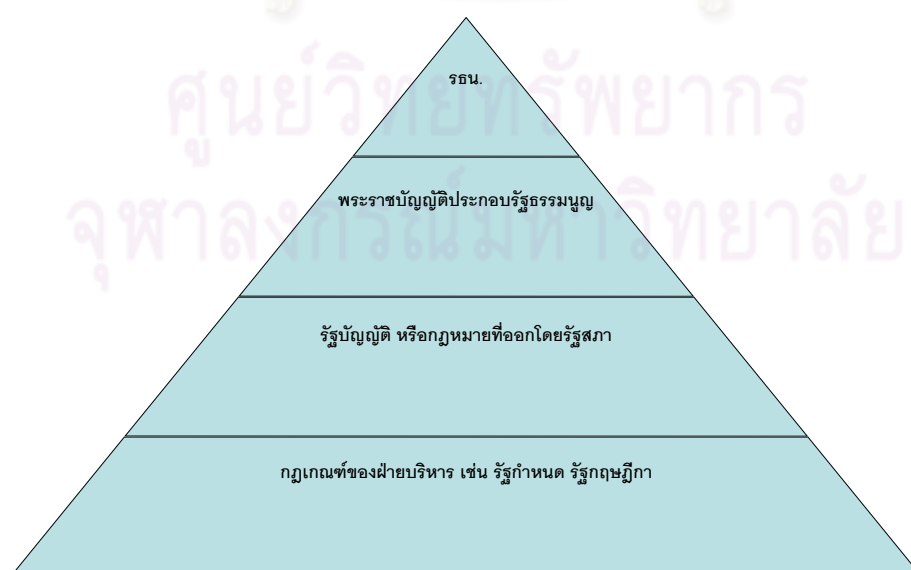 ศูนย์วิทยทรัพยากร
จุฬาลงกรณ์มหาวิทยาลัย
รธน.
พระราชบัญญัติประกอบรัฐธรรมนูญ
รัฐบัญญัติ หรือกฎหมายที่ออกโดยรัฐสภา
กฎเกณฑ์ของฝ่ายบริหาร เช่น รัฐกำหนด รัฐกฤษฎีกา